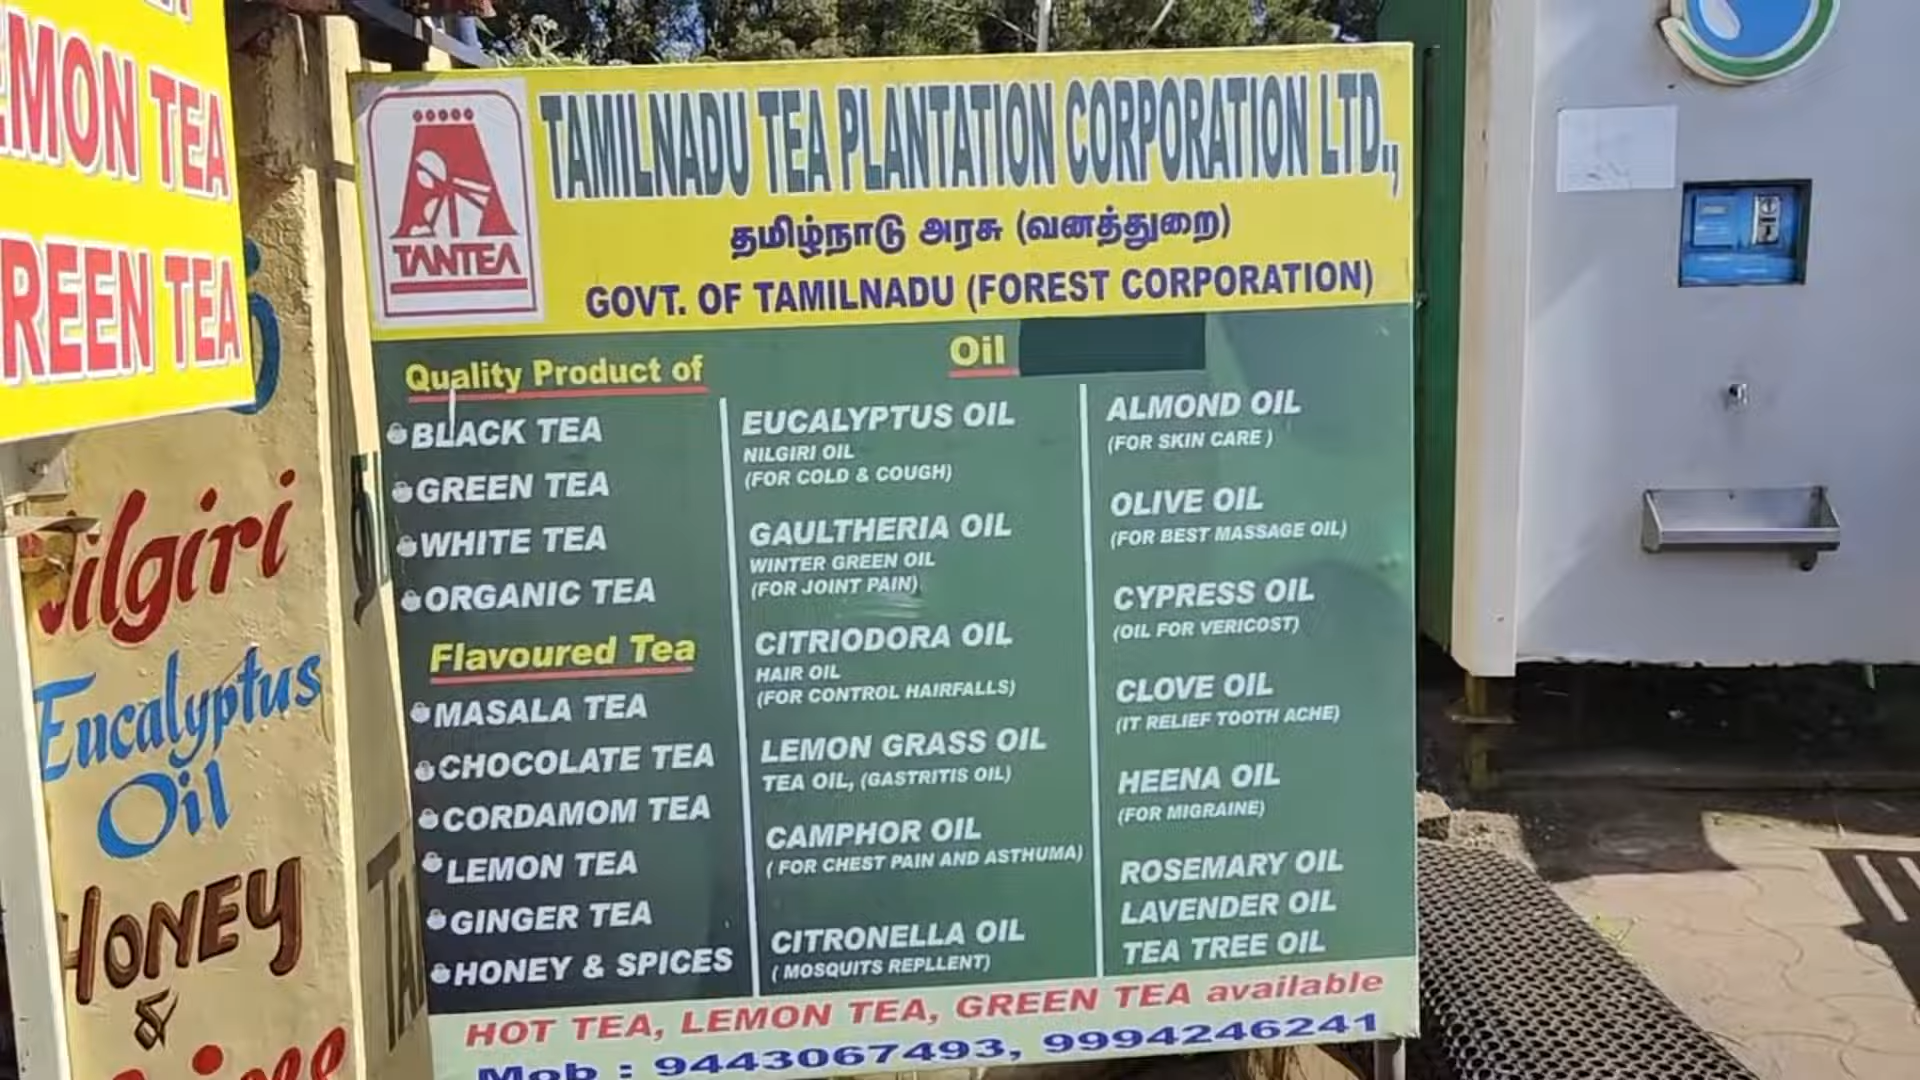 EMON TEA
REEN TEA
Nilgiri
Eucalyptus
Oil
HONEY
&
TANTEA
TAMILNADU TEA PLANTATION CORPORATION LTD.,
தமிழ்நாடு அரசு (வனத்துறை)
GOVT. OF TAMILNADU (FOREST CORPORATION)
Quality Product of
BLACK TEA
GREEN TEA
WHITE TEA
ORGANIC TEA
Flavoured Tea
MASALA TEA
CHOCOLATE TEA
CORDAMOM TEA
LEMON TEA
GINGER TEA
HONEY & SPICES
Oil
EUCALYPTUS OIL
NILGIRI OIL
(FOR COLD & COUGH)
GAULTHERIA OIL
WINTER GREEN OIL
(FOR JOINT PAIN)
CITRIODORA OIL
HAIR OIL
(FOR CONTROL HAIRFALLS)
LEMON GRASS OIL
TEA OIL, (GASTRITIS OIL)
CAMPHOR OIL
( FOR CHEST PAIN AND ASTHUMA)
CITRONELLA OIL
( MOSQUITS REPLLENT)
ALMOND OIL
(FOR SKIN CARE )
OLIVE OIL
(FOR BEST MASSAGE OIL)
CYPRESS OIL
(OIL FOR VERICOST)
CLOVE OIL
(IT RELIEF TOOTH ACHE)
HEENA OIL
(FOR MIGRAINE)
ROSEMARY OIL
LAVENDER OIL
TEA TREE OIL
HOT TEA, LEMON TEA, GREEN TEA available
Mob : 9443067493, 9994246241